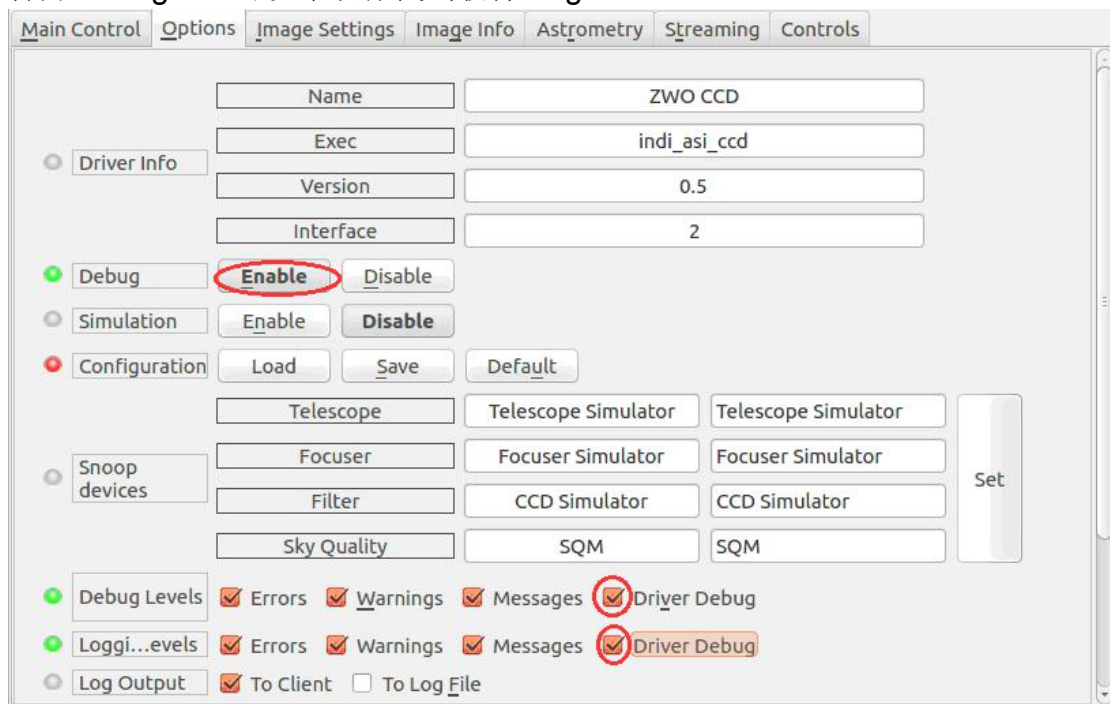 Main Control Options Image Settings Image Info Astrometry Streaming Controls
Name ZWO CCD
Exec indi_asi_ccd
Driver Info
Version 0.5
Interface 2
Debug Enable Disable
Simulation Enable Disable
Configuration Load Save Default
Telescope Telescope Simulator Telescope Simulator
Focuser Focuser Simulator Focuser Simulator
Snoop devices
Set
Filter CCD Simulator CCD Simulator
Sky Quality SQM SQM
Debug Levels Errors Warnings Messages Driver Debug
Loggi...evels Errors Warnings Messages Driver Debug
Log Output To Client To Log File